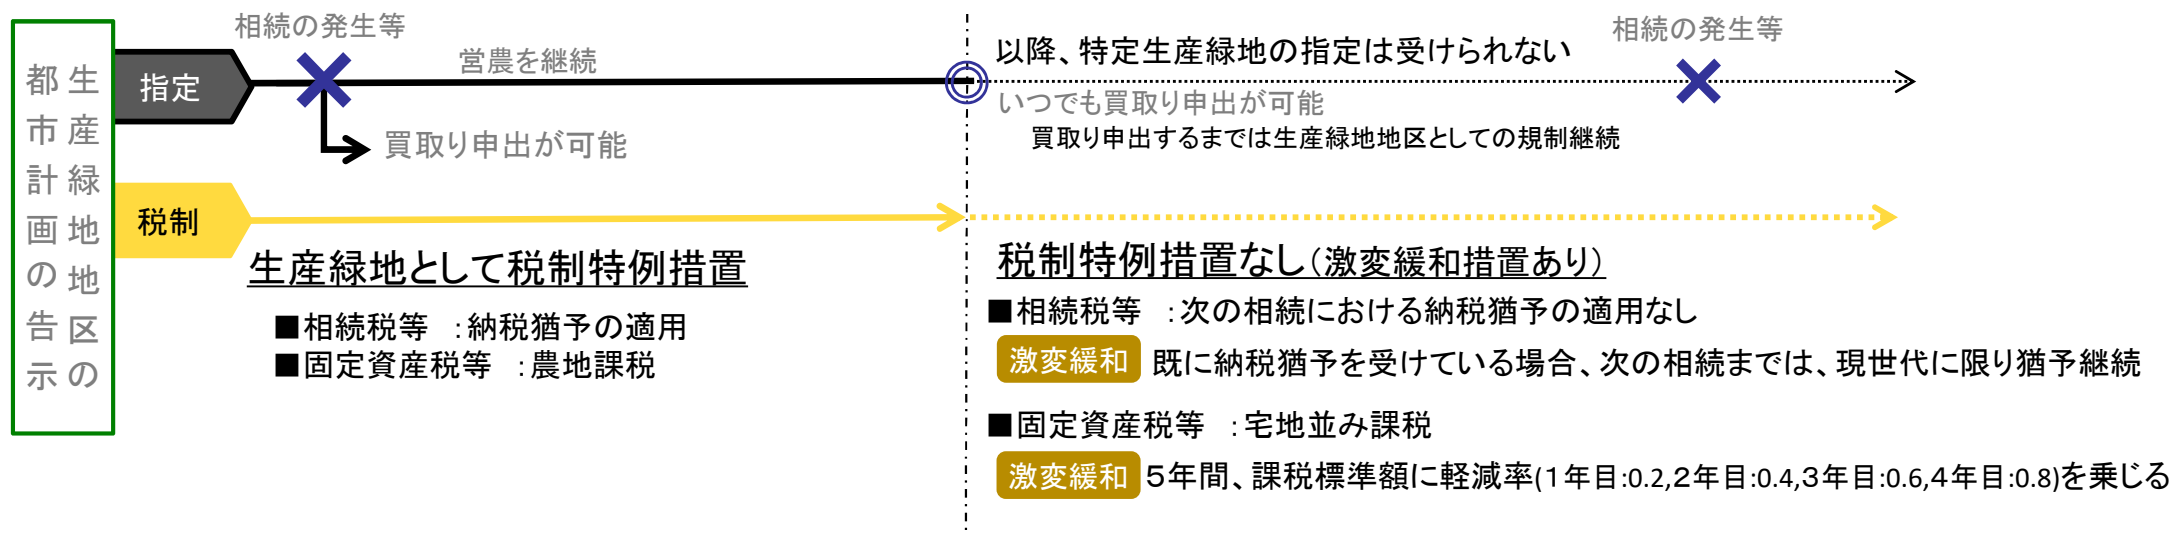 生産緑地地区の
都市計画の告示
指定
相続の発生等
営農を継続
買取り申出が可能
以降、特定生産緑地の指定は受けられない
相続の発生等
いつでも買取り申出が可能
買取り申出するまでは生産緑地地区としての規制継続
税制
生産緑地として税制特例措置
■相続税等 :納税猶予の適用
■固定資産税等 :農地課税
税制特例措置なし(激変緩和措置あり)
■相続税等 :次の相続における納税猶予の適用なし
激変緩和 既に納税猶予を受けている場合、次の相続までは、現世代に限り猶予継続
■固定資産税等 :宅地並み課税
激変緩和 5年間、課税標準額に軽減率(1年目:0.2,2年目:0.4,3年目:0.6,4年目:0.8)を乗じる